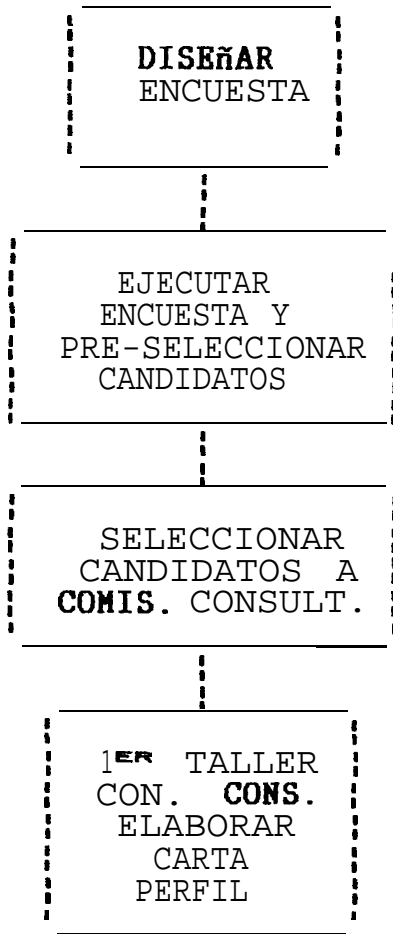 DISEñAR
ENCUESTA
EJECUTAR
ENCUESTA Y
PRE-SELECCIONAR
CANDIDATOS
SELECCIONAR
CANDIDATOS A
COMIS. CONSULT.
1ER TALLER
CON. CONS.
ELABORAR
CARTA
PERFIL